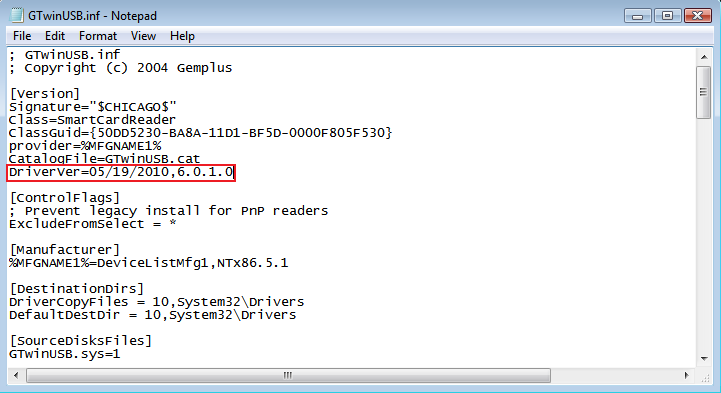 GTwinUSB.inf - Notepad
File Edit Format View Help
; GTwinUSB.inf
; Copyright (c) 2004 Gemplus
[Version]
Signature="$CHICAGO$"
Class=SmartCardReader
ClassGuid={50DD5230-BA8A-11D1-BF5D-0000F805F530}
provider=%MFGNAME1%
CatalogFile=GTwinUSB.cat
DriverVer=05/19/2010,6.0.1.0
[ControlFlags]
; Prevent legacy install for PnP readers
ExcludeFromSelect = *
[Manufacturer]
%MFGNAME1%=DeviceListMfg1,NTx86.5.1
[DestinationDirs]
DriverCopyFiles = 10,System32\Drivers
DefaultDestDir = 10,System32\Drivers
[SourceDisksFiles]
GTwinUSB.sys=1